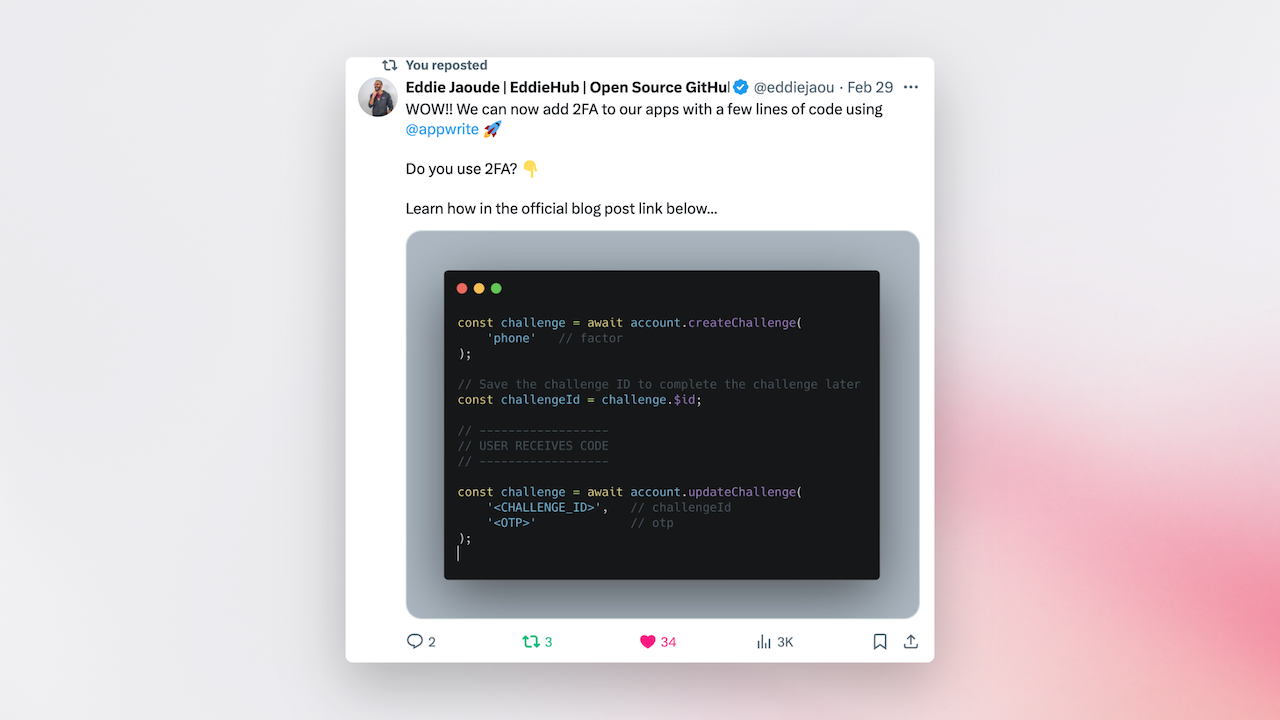 You reposted
Eddie Jaoude | EddieHub | Open Source GitHu
@eddiejaou · Feb 29
WOW!! We can now add 2FA to our apps with a few lines of code using
@appwrite 🚀
Do you use 2FA? 👇
Learn how in the official blog post link below...
const challenge = await account.createChallenge(
    'phone'   // factor
);
// Save the challenge ID to complete the challenge later
const challengeId = challenge.$id;
// ------------------
// USER RECEIVES CODE
// ------------------
const challenge = await account.updateChallenge(
    '<CHALLENGE_ID>',   // challengeId
    '<OTP>'             // otp
);
2
3
34
3K